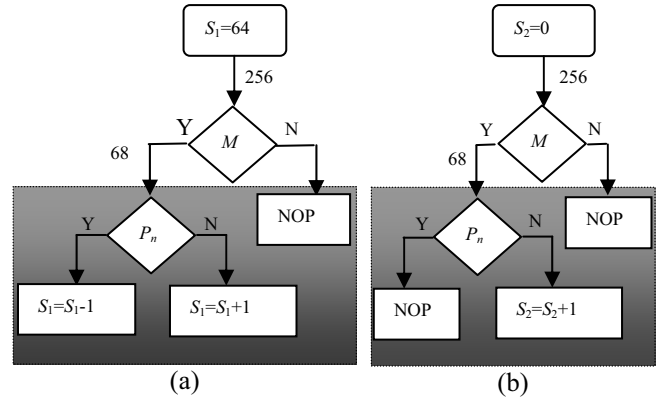 S₁=64
256
Y
M
N
68
Y
Pₙ
N
NOP
S₁=S₁-1
S₁=S₁+1
(a)
S₂=0
256
Y
M
N
68
Y
Pₙ
N
NOP
NOP
S₂=S₂+1
(b)